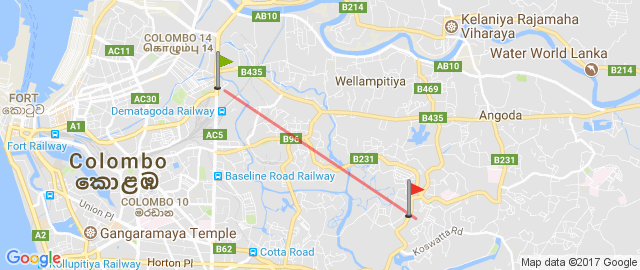 B214
COLOMBO 14
கொழும்பு 14
AB10
B214
Kelaniya Rajamaha
Viharaya
AC11
B435
AB10
Water World Lanka
Wellampitiya
FORT
කොටුව
AC30
B469
Dematagoda Railway
Angoda
B435
A1
AC5
Fort Railway
B96
B231
B231
Colombo
කොළඹ
Baseline Road Railway
COLOMBO 10
මරදාන
Union Pl
A2
Gangaramaya Temple
B62
Cotta Road
Koswatta Rd
Google
Kollupitiya Railway
Horton Pl
Map data ©2017 Google